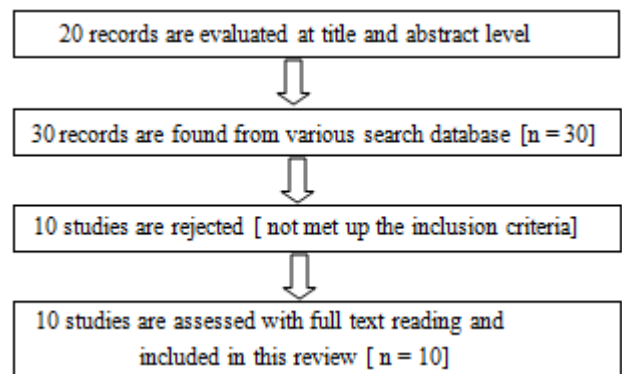 20 records are evaluated at title and abstract level
30 records are found from various search database [n = 30]
10 studies are rejected [ not met up the inclusion criteria]
10 studies are assessed with full text reading and
included in this review [ n = 10]